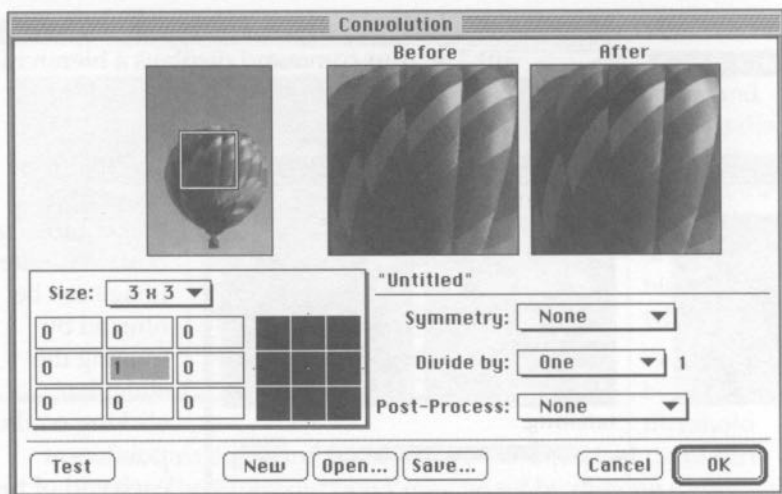 Convolution
Before After
"Untitled"
Size: 3 x 3
Symmetry: None
0 0 0
0 1 0
Divide by: One 1
0 0 0
Post-Process: None
Test New Open... Save... Cancel OK